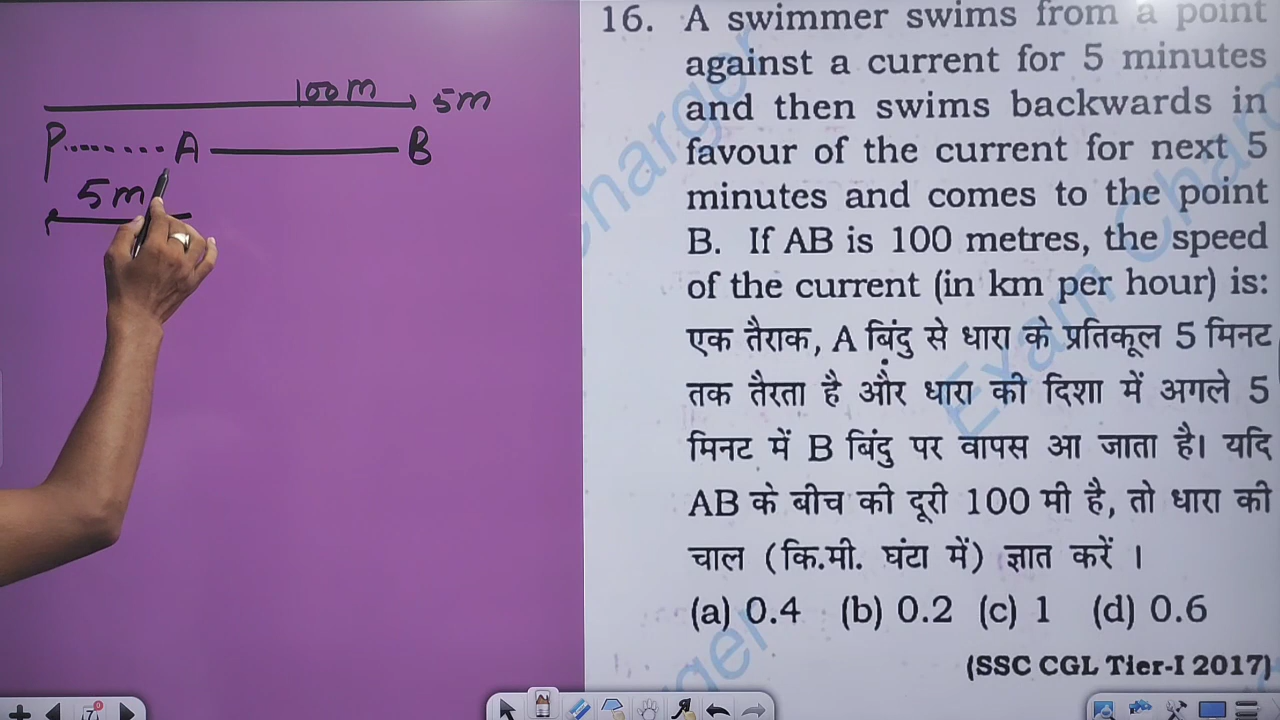 100m 5m
P A B
5m
16. A swimmer swims from a point
against a current for 5 minutes
and then swims backwards in
favour of the current for next 5
minutes and comes to the point
B. If AB is 100 metres, the speed
of the current (in km per hour) is:
एक तैराक, A बिंदु से धारा के प्रतिकूल 5 मिनट
तक तैरता है और धारा की दिशा में अगले 5
मिनट में B बिंदु पर वापस आ जाता है। यदि
AB के बीच की दूरी 100 मी है, तो धारा की
चाल (कि.मी. घंटा में) ज्ञात करें ।
(a) 0.4 (b) 0.2 (c) 1 (d) 0.6
(SSC CGL Tier-I 2017)
Exam Charger